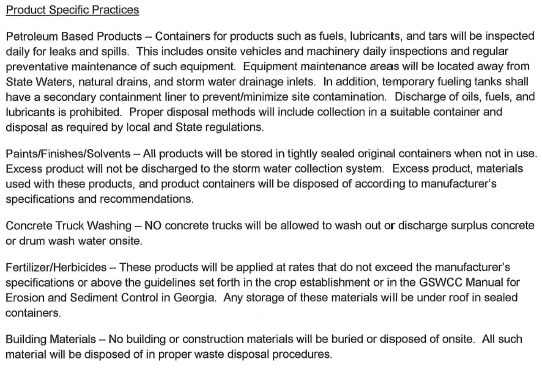 Product Specific Practices
Petroleum Based Products – Containers for products such as fuels, lubricants, and tars will be inspected
daily for leaks and spills. This includes onsite vehicles and machinery daily inspections and regular
preventative maintenance of such equipment. Equipment maintenance areas will be located away from
State Waters, natural drains, and storm water drainage inlets. In addition, temporary fueling tanks shall
have a secondary containment liner to prevent/minimize site contamination. Discharge of oils, fuels, and
lubricants is prohibited. Proper disposal methods will include collection in a suitable container and
disposal as required by local and State regulations.
Paints/Finishes/Solvents – All products will be stored in tightly sealed original containers when not in use.
Excess product will not be discharged to the storm water collection system. Excess product, materials
used with these products, and product containers will be disposed of according to manufacturer's
specifications and recommendations.
Concrete Truck Washing – NO concrete trucks will be allowed to wash out or discharge surplus concrete
or drum wash water onsite.
Fertilizer/Herbicides – These products will be applied at rates that do not exceed the manufacturer's
specifications or above the guidelines set forth in the crop establishment or in the GSWCC Manual for
Erosion and Sediment Control in Georgia. Any storage of these materials will be under roof in sealed
containers.
Building Materials – No building or construction materials will be buried or disposed of onsite. All such
material will be disposed of in proper waste disposal procedures.